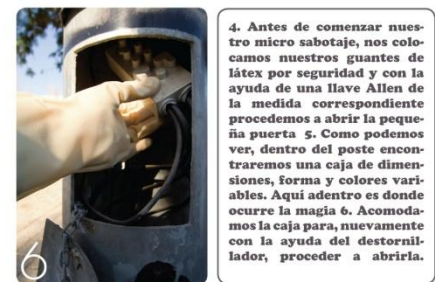 4. Antes de comenzar nues-
tro micro sabotaje, nos colo-
camos nuestros guantes de
látex por seguridad y con la
ayuda de una llave Allen de
la medida correspondiente
procedemos a abrir la peque-
ña puerta 5. Como podemos
ver, dentro del poste encon-
traremos una caja de dimen-
siones, forma y colores vari-
ables. Aquí adentro es donde
ocurre la magia 6. Acomoda-
mos la caja para, nuevamente
con la ayuda del destornil-
lador, proceder a abrirla.
6